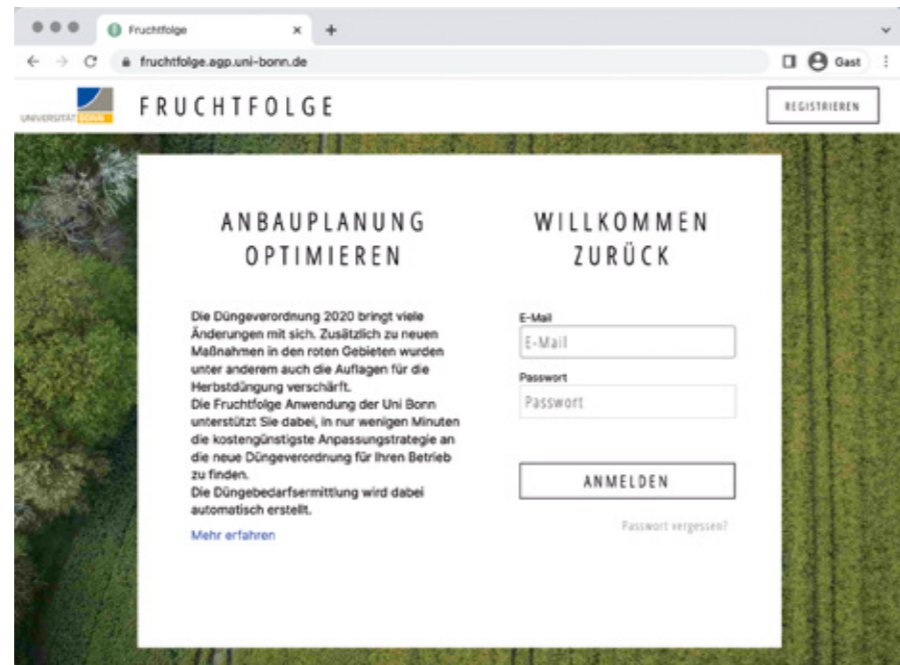 Fruchtfolge
fruchtfolge.agp.uni-bonn.de
Gast
UNIVERSITÄT BONN
FRUCHTFOLGE
REGISTRIEREN
ANBAUPLANUNG
OPTIMIEREN
Die Düngeverordnung 2020 bringt viele
Änderungen mit sich. Zusätzlich zu neuen
Maßnahmen in den roten Gebieten wurden
unter anderem auch die Auflagen für die
Herbstdüngung verschärft.
Die Fruchtfolge Anwendung der Uni Bonn
unterstützt Sie dabei, in nur wenigen Minuten
die kostengünstigste Anpassungstrategie an
die neue Düngeverordnung für Ihren Betrieb
zu finden.
Die Düngebedarfsermittlung wird dabei
automatisch erstellt.
Mehr erfahren
WILLKOMMEN
ZURÜCK
E-Mail
E-Mail
Passwort
Passwort
ANMELDEN
Passwort vergessen?